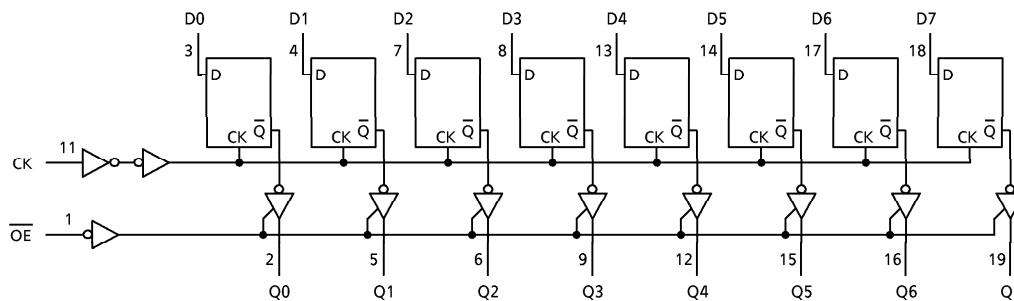 D0 D1 D2 D3 D4 D5 D6 D7
3 4 7 8 13 14 17 18
D D D D D D D D
Q̅ Q̅ Q̅ Q̅ Q̅ Q̅ Q̅ Q̅
CK CK CK CK CK CK CK CK
CK 11
O̅E̅ 1
2 5 6 9 12 15 16 19
Q0 Q1 Q2 Q3 Q4 Q5 Q6 Q